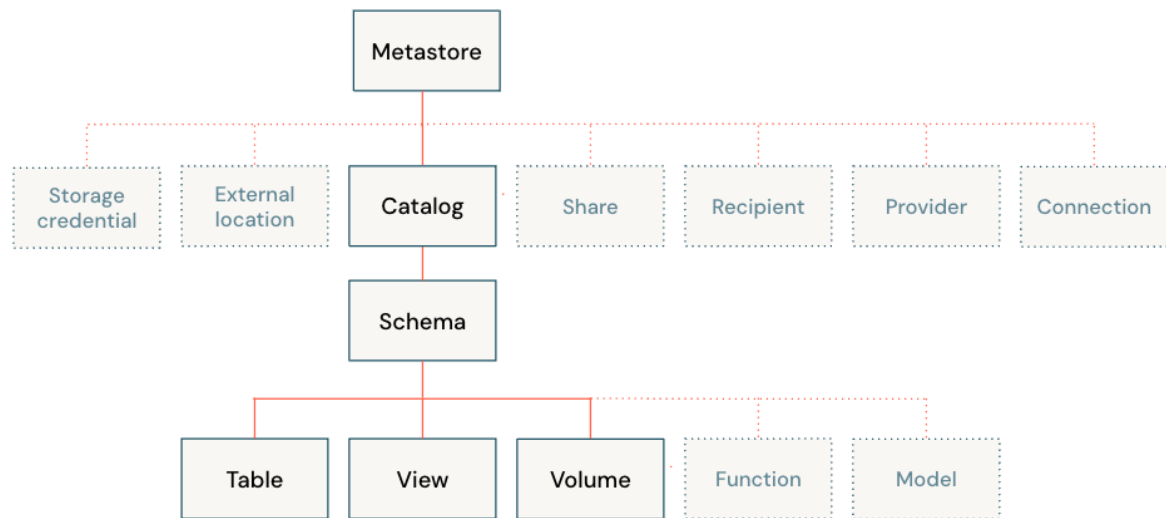 Metastore
Storage
credential
External
location
Catalog
Share
Recipient
Provider
Connection
Schema
Table
View
Volume
Function
Model